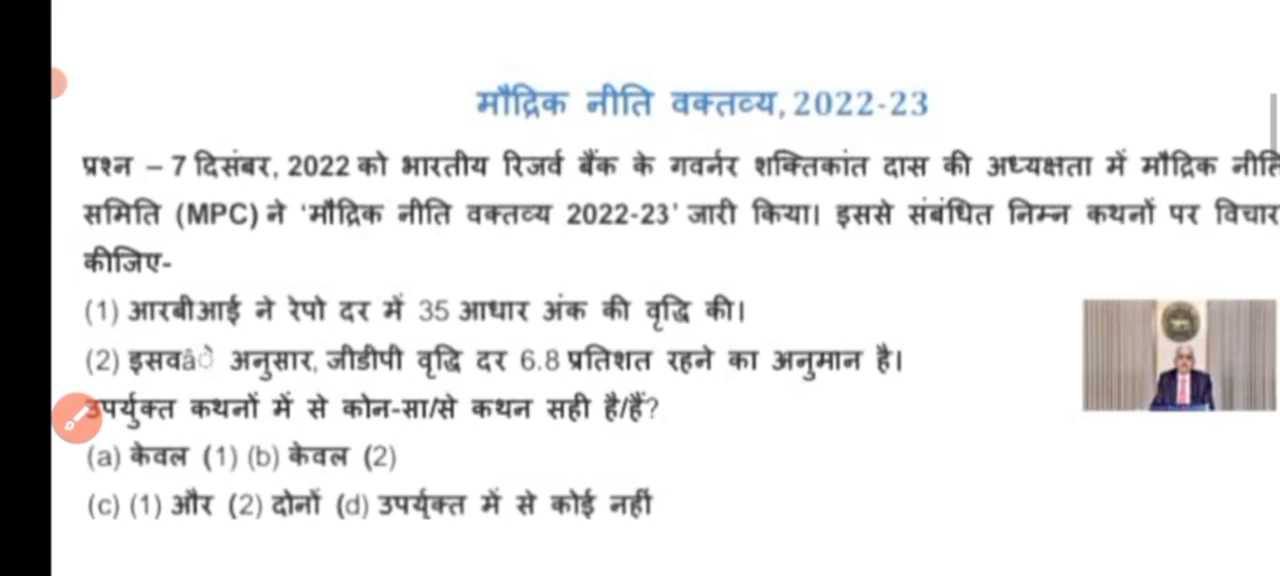 मौद्रिक नीति वक्तव्य, 2022-23
प्रश्न – 7 दिसंबर, 2022 को भारतीय रिजर्व बैंक के गवर्नर शक्तिकांत दास की अध्यक्षता में मौद्रिक नीति
समिति (MPC) ने 'मौद्रिक नीति वक्तव्य 2022-23' जारी किया। इससे संबंधित निम्न कथनों पर विचार
कीजिए-
(1) आरबीआई ने रेपो दर में 35 आधार अंक की वृद्धि की।
(2) इसवâे अनुसार, जीडीपी वृद्धि दर 6.8 प्रतिशत रहने का अनुमान है।
उपर्युक्त कथनों में से कोन-सा/से कथन सही है/हैं?
(a) केवल (1) (b) केवल (2)
(c) (1) और (2) दोनों (d) उपर्युक्त में से कोई नहीं